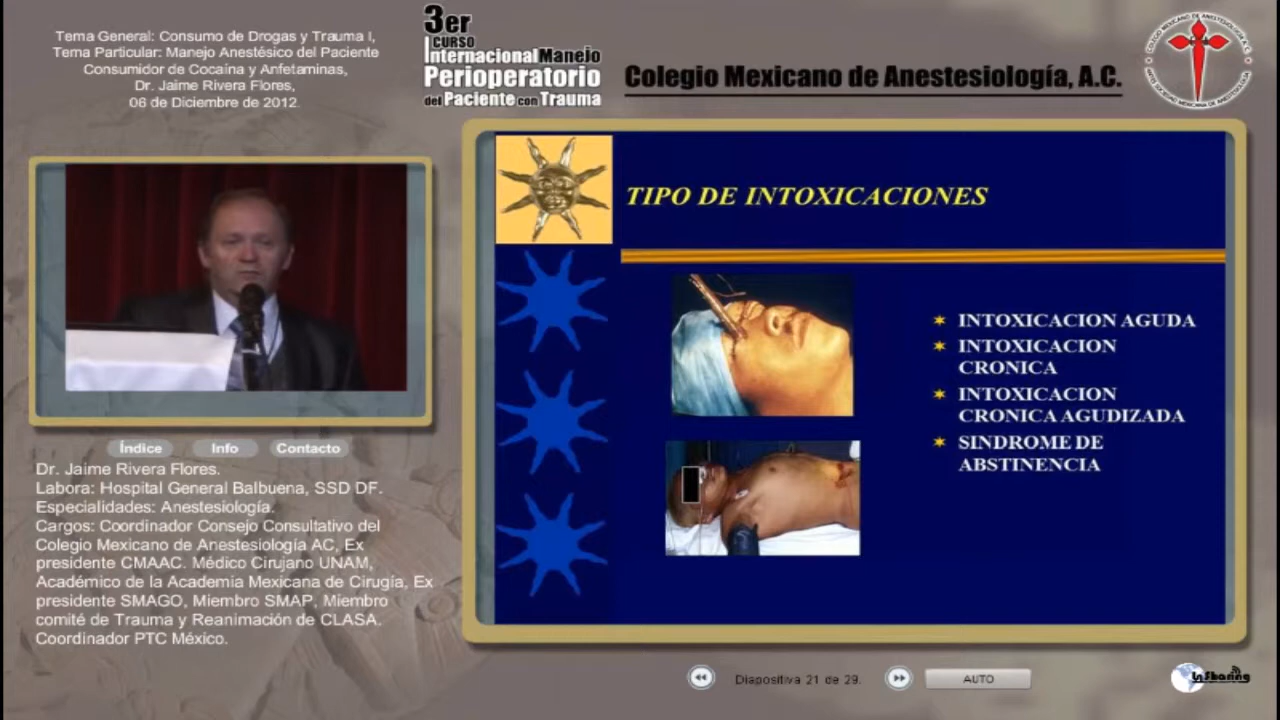 Tema General: Consumo de Drogas y Trauma I,
Tema Particular: Manejo Anestésico del Paciente
Consumidor de Cocaína y Anfetaminas,
Dr. Jaime Rivera Flores,
06 de Diciembre de 2012.
3er
CURSO
Internacional Manejo
Perioperatorio
del Paciente con Trauma
Colegio Mexicano de Anestesiología, A.C.
TIPO DE INTOXICACIONES
INTOXICACION AGUDA
INTOXICACION
CRONICA
INTOXICACION
CRONICA AGUDIZADA
SINDROME DE
ABSTINENCIA
Índice Info Contacto
Dr. Jaime Rivera Flores.
Labora: Hospital General Balbuena, SSD DF.
Especialidades: Anestesiología.
Cargos: Coordinador Consejo Consultativo del
Colegio Mexicano de Anestesiología AC, Ex
presidente CMAAC. Médico Cirujano UNAM,
Académico de la Academia Mexicana de Cirugía, Ex
presidente SMAGO, Miembro SMAP, Miembro
comité de Trauma y Reanimación de CLASA.
Coordinador PTC México.
Diapositiva 21 de 29.
AUTO
InSharing